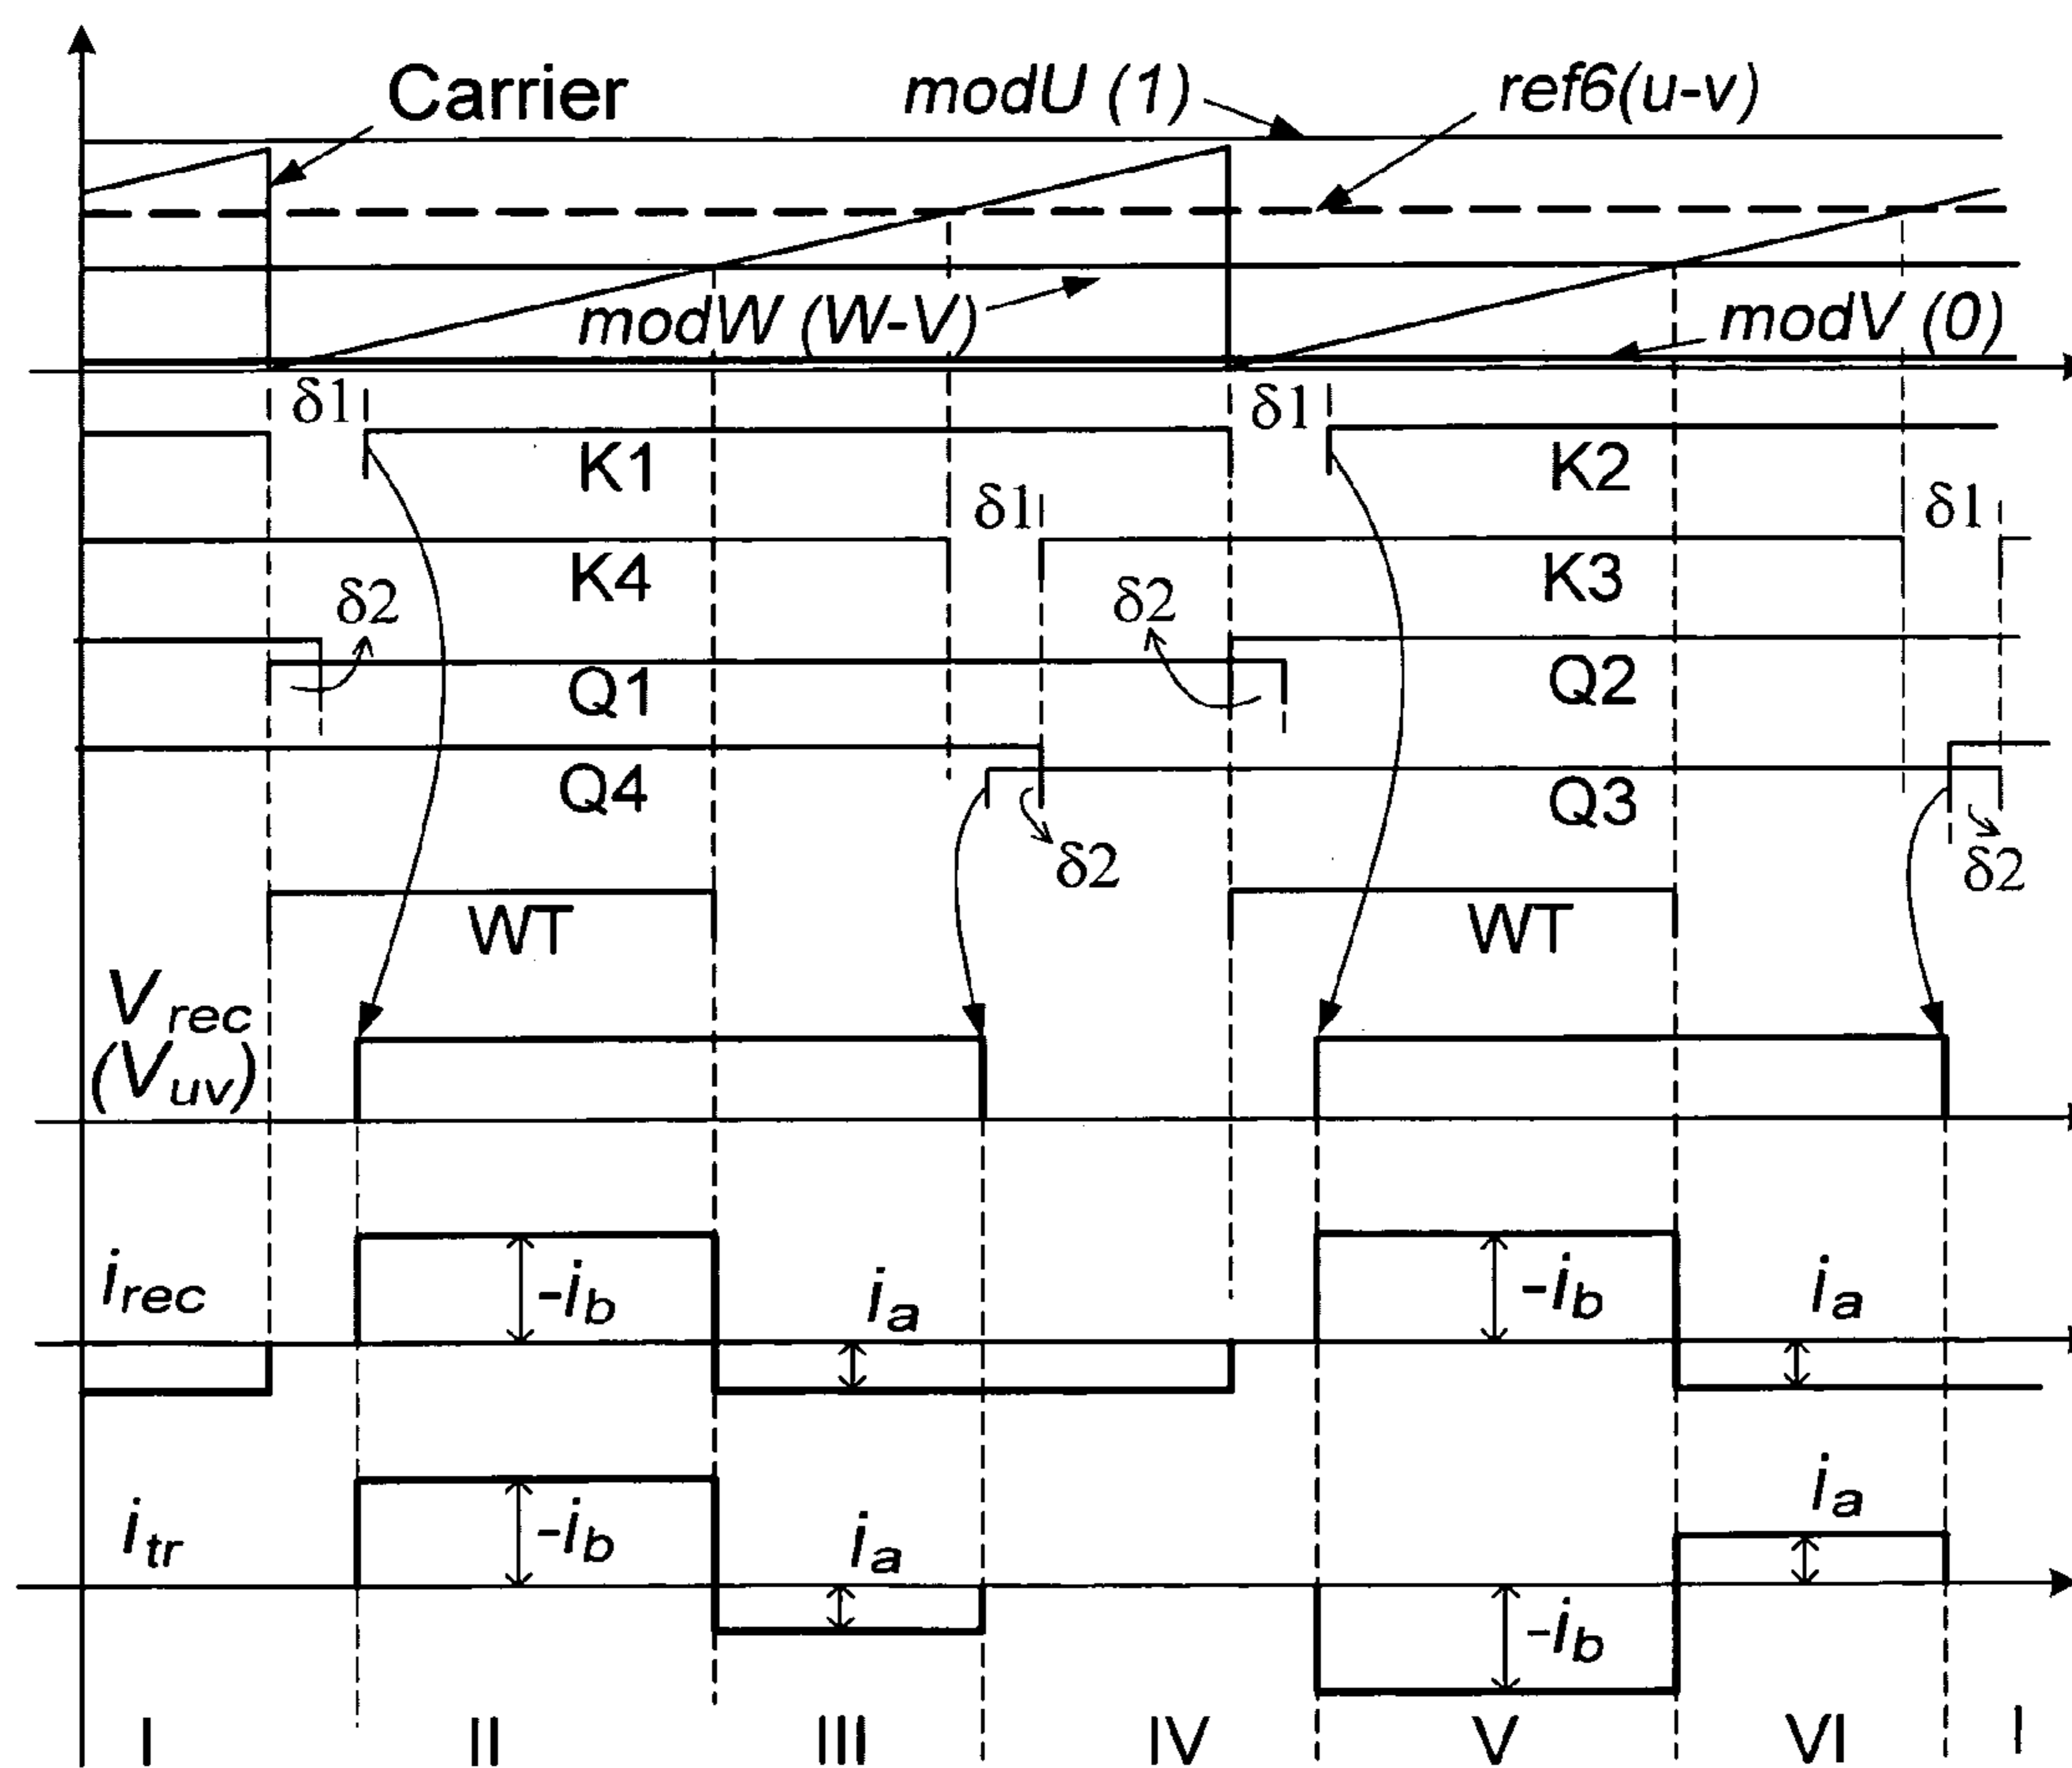 Carrier
modU (1)
ref6(u-v)
modW (W-V)
modV (0)
δ1
δ1
K1
K2
δ1
δ1
K4
K3
δ2
δ2
Q1
Q2
Q4
Q3
δ2
δ2
WT
WT
V rec
(Vuv)
irec
-ib
ia
-ib
ia
itr
-ib
ia
-ib
ia
I
II
III
IV
V
VI
I